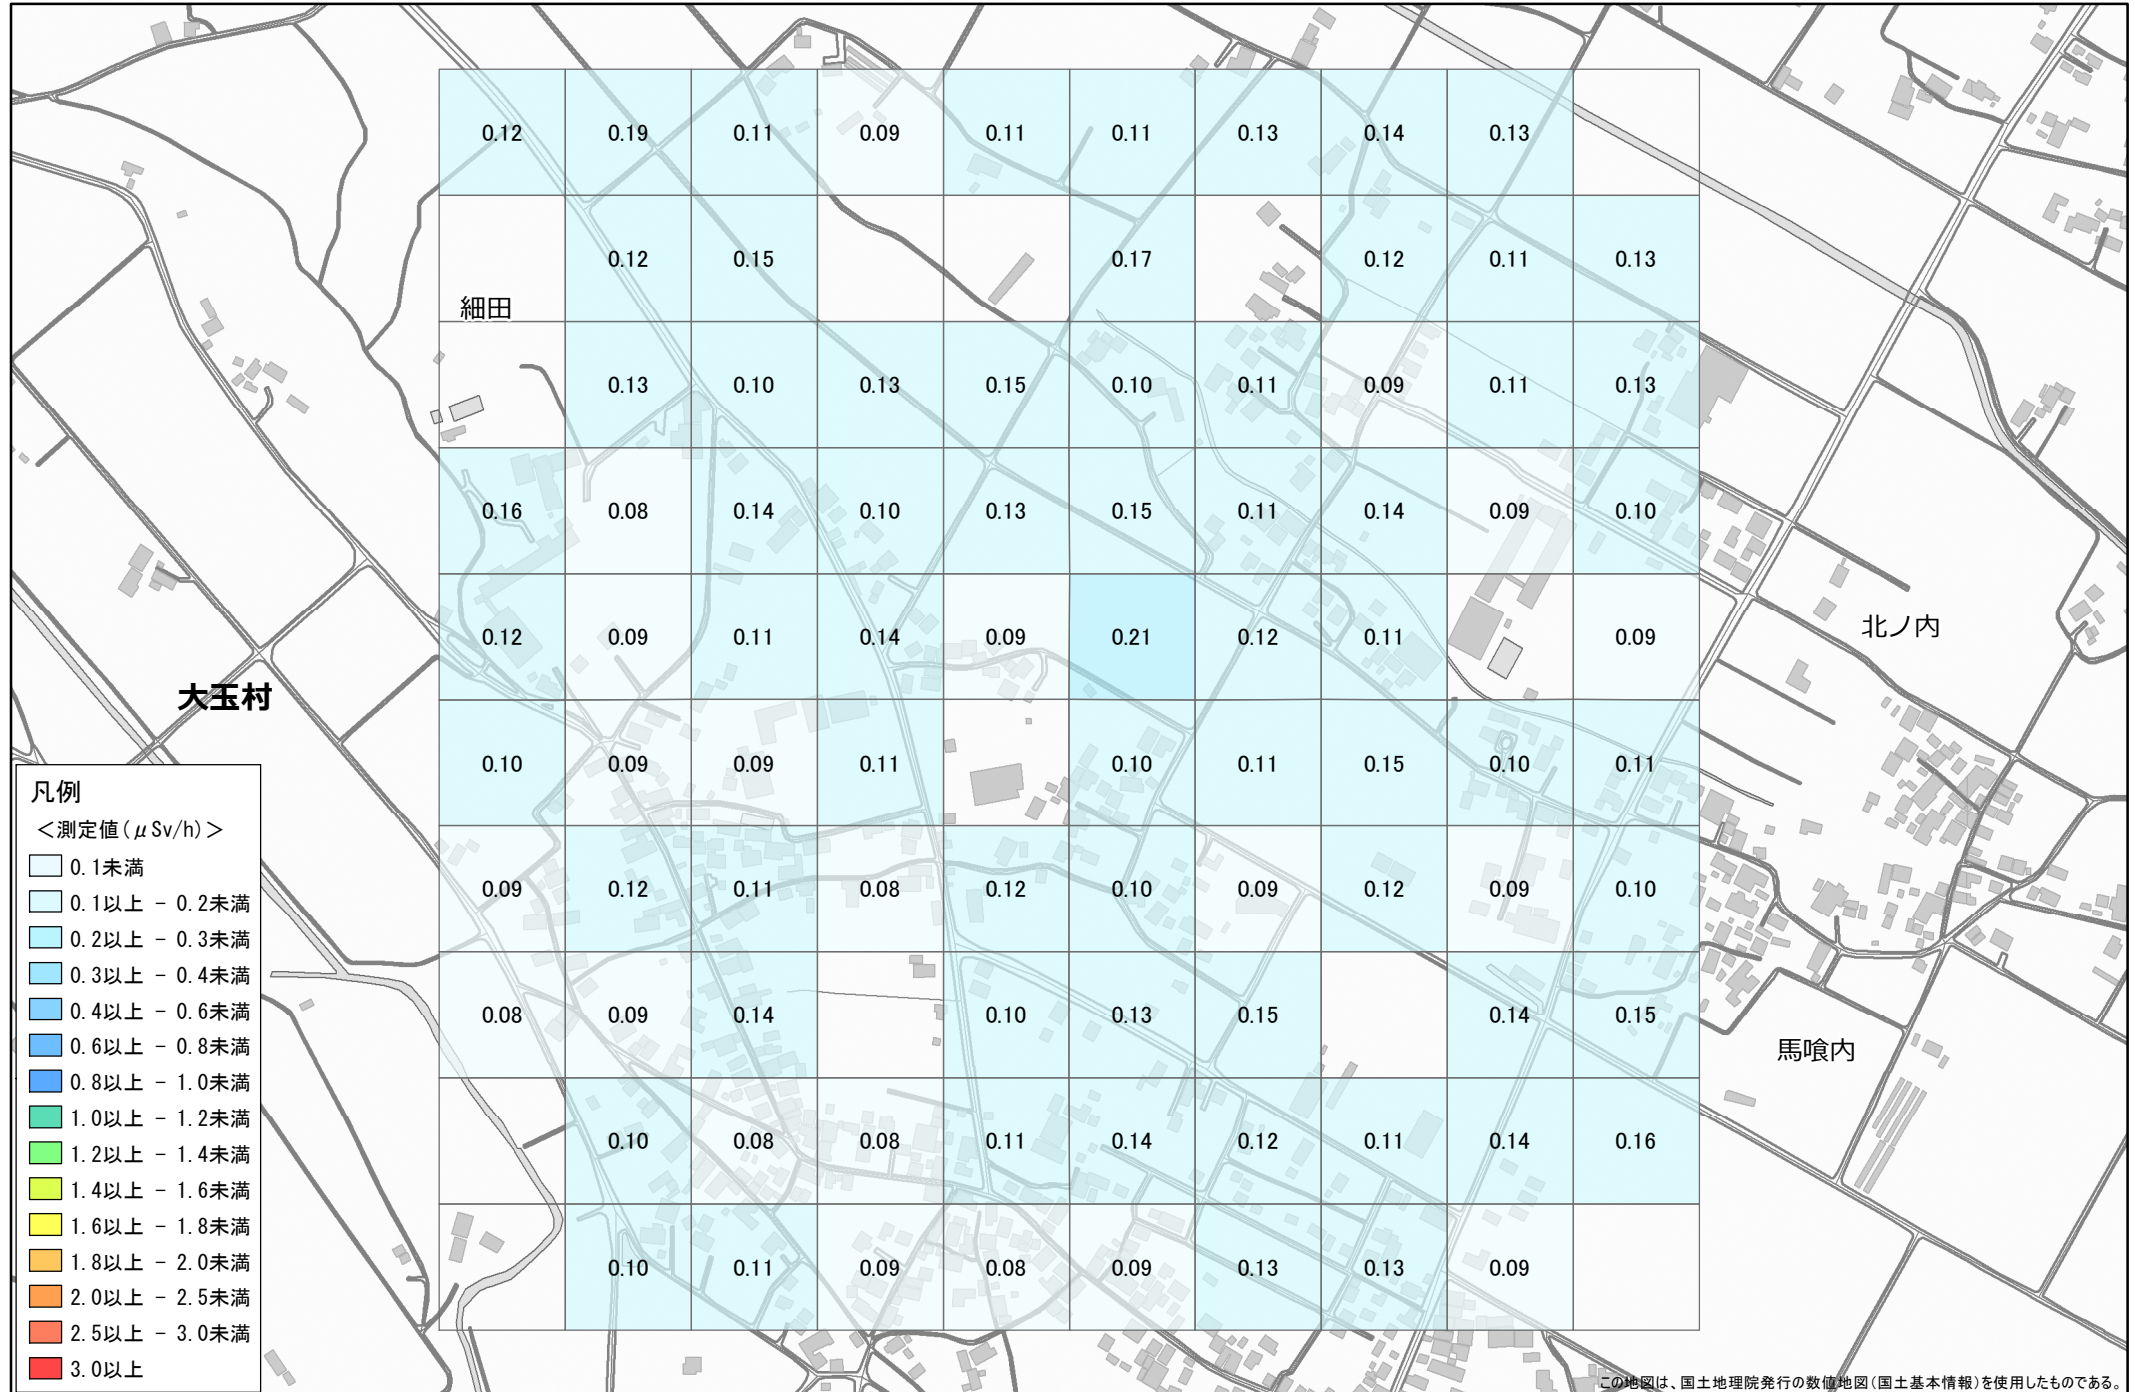 0.12 0.19 0.11 0.09 0.11 0.11 0.13 0.14 0.13
0.12 0.15 0.17 0.12 0.11 0.13
細田
0.13 0.10 0.13 0.15 0.10 0.11 0.09 0.11 0.13
0.16 0.08 0.14 0.10 0.13 0.15 0.11 0.14 0.09 0.10
0.12 0.09 0.11 0.14 0.09 0.21 0.12 0.11 0.09
北ノ内
大玉村
0.10 0.09 0.09 0.11 0.10 0.11 0.15 0.10 0.11
0.09 0.12 0.11 0.08 0.12 0.10 0.09 0.12 0.09 0.10
0.08 0.09 0.14 0.10 0.13 0.15 0.14 0.15
馬喰内
0.10 0.08 0.08 0.11 0.14 0.12 0.11 0.14 0.16
0.10 0.11 0.09 0.08 0.09 0.13 0.13 0.09
凡例
＜測定値（μSv/h）＞
0.1未満
0.1以上 － 0.2未満
0.2以上 － 0.3未満
0.3以上 － 0.4未満
0.4以上 － 0.6未満
0.6以上 － 0.8未満
0.8以上 － 1.0未満
1.0以上 － 1.2未満
1.2以上 － 1.4未満
1.4以上 － 1.6未満
1.6以上 － 1.8未満
1.8以上 － 2.0未満
2.0以上 － 2.5未満
2.5以上 － 3.0未満
3.0以上
この地図は、国土地理院発行の数値地図（国土基本情報）を使用したものである。